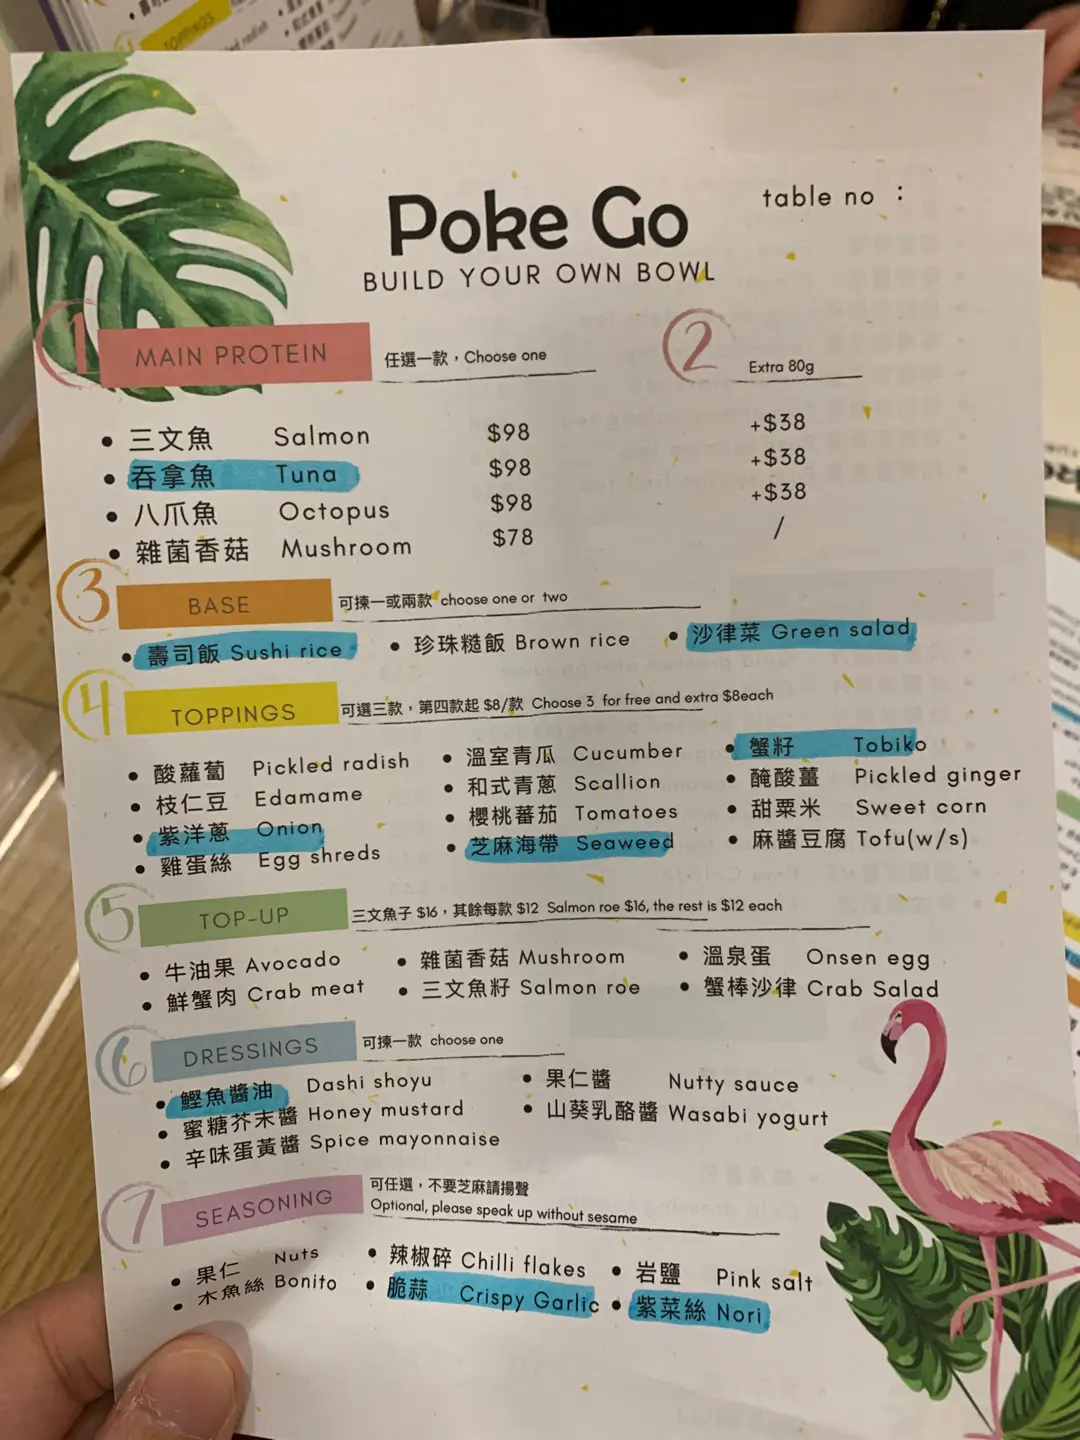 Poke Go
table no :
BUILD YOUR OWN BOWL
1 MAIN PROTEIN 任選一款，Choose one
2 Extra 80g
• 三文魚 Salmon $98 +$38
• 吞拿魚 Tuna $98 +$38
• 八爪魚 Octopus $98 +$38
• 雜菌香菇 Mushroom $78 /
3 BASE 可揀一或兩款 choose one or two
• 壽司飯 Sushi rice • 珍珠糙飯 Brown rice • 沙律菜 Green salad
4 TOPPINGS 可選三款，第四款起 $8/款 Choose 3 for free and extra $8each
• 酸蘿蔔 Pickled radish • 溫室青瓜 Cucumber • 蟹籽 Tobiko
• 枝仁豆 Edamame • 和式青蔥 Scallion • 醃酸薑 Pickled ginger
• 紫洋蔥 Onion • 櫻桃蕃茄 Tomatoes • 甜粟米 Sweet corn
• 雞蛋絲 Egg shreds • 芝麻海帶 Seaweed • 麻醬豆腐 Tofu(w/s)
5 TOP-UP 三文魚子 $16，其餘每款 $12 Salmon roe $16, the rest is $12 each
• 牛油果 Avocado • 雜菌香菇 Mushroom • 溫泉蛋 Onsen egg
• 鮮蟹肉 Crab meat • 三文魚籽 Salmon roe • 蟹棒沙律 Crab Salad
6 DRESSINGS 可揀一款 choose one
• 鰹魚醬油 Dashi shoyu • 果仁醬 Nutty sauce
• 蜜糖芥末醬 Honey mustard • 山葵乳酪醬 Wasabi yogurt
• 辛味蛋黃醬 Spice mayonnaise
7 SEASONING 可任選，不要芝麻請揚聲
Optional, please speak up without sesame
• 果仁 Nuts • 辣椒碎 Chilli flakes • 岩鹽 Pink salt
• 木魚絲 Bonito • 脆蒜 Crispy Garlic • 紫菜絲 Nori